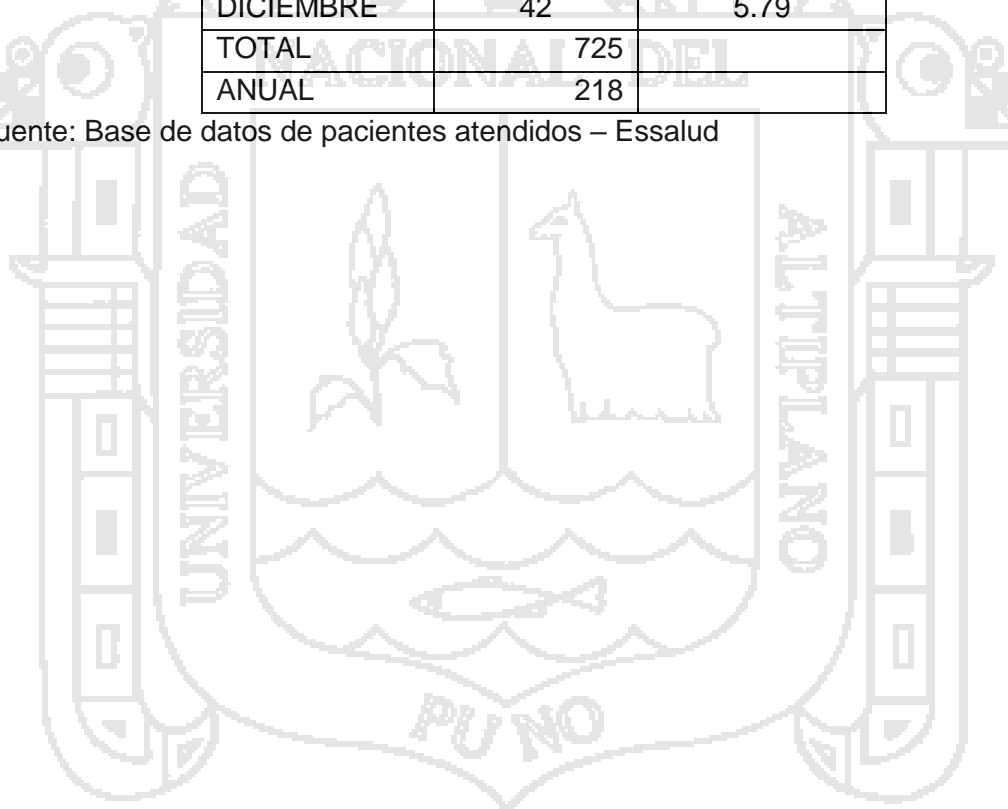 DICIEMBRE 42 5.79
TOTAL 725
ANUAL 218
uente: Base de datos de pacientes atendidos – Essalud
NACIONAL DEL
UNIVERSIDAD
ALTIPLANO
PUNO